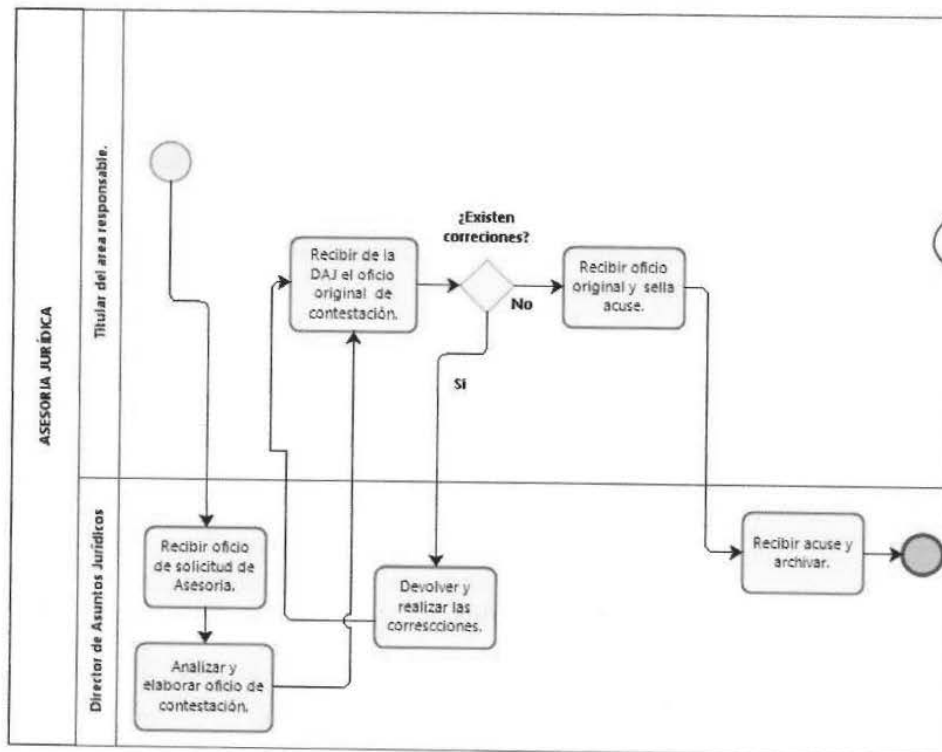 ASESORIA JURÍDICA
Titular del area responsable.
¿Existen
correciones?
Recibir de la
DAJ el oficio
original de
contestación.
No
Recibir oficio
original y sella
acuse.
Sí
Director de Asuntos Jurídicos
Recibir oficio
de solicitud de
Asesoria.
Analizar y
elaborar oficio de
contestación.
Devolver y
realizar las
correscciones.
Recibir acuse y
archivar.